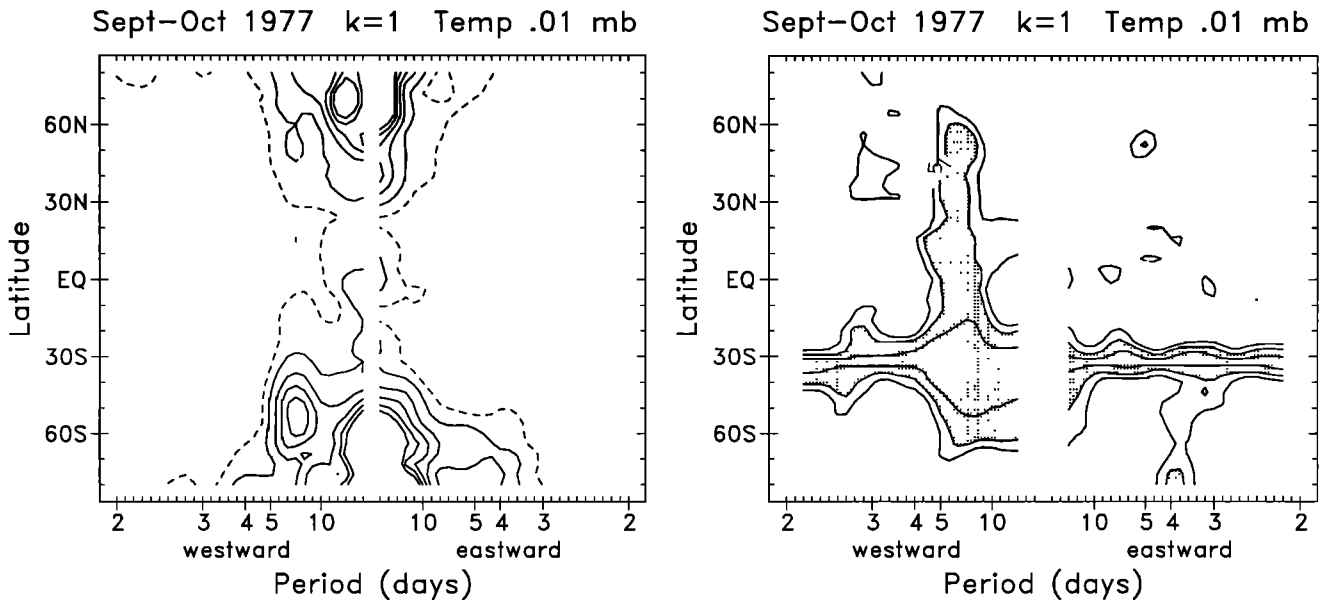 Sept-Oct 1977 k=1 Temp .01 mb
60N
30N
EQ
30S
60S
Latitude
2 3 4 5 10 10 5 4 3 2
westward eastward
Period (days)
Sept-Oct 1977 k=1 Temp .01 mb
60N
30N
EQ
30S
60S
Latitude
2 3 4 5 10 10 5 4 3 2
westward eastward
Period (days)